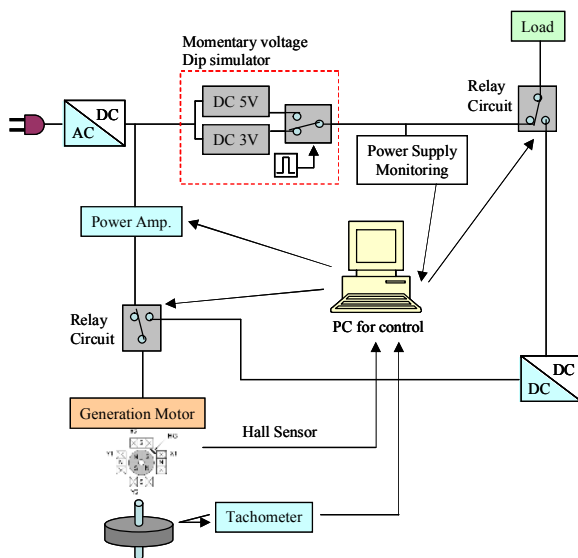 Momentary voltage
Dip simulator
Load
DC
AC
DC 5V
DC 3V
Relay
Circuit
Power Supply
Monitoring
Power Amp.
Relay
Circuit
PC for control
DC
DC
Generation Motor
Hall Sensor
Tachometer